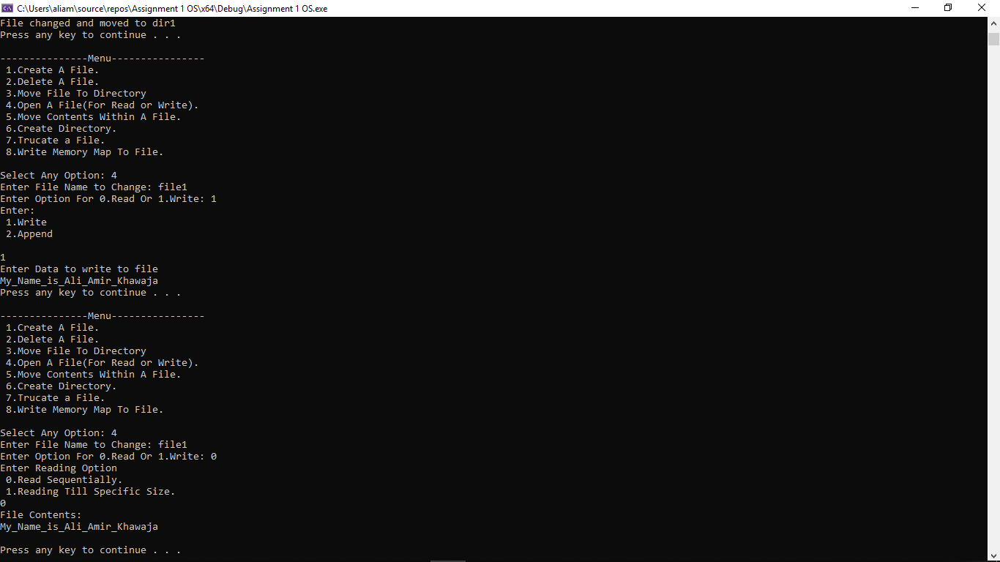 C:\Users\aliam\source\repos\Assignment 1 OS\x64\Debug\Assignment 1 OS.exe
File changed and moved to dir1
Press any key to continue . . .
---------------Menu----------------
1.Create A File.
2.Delete A File.
3.Move File To Directory
4.Open A File(For Read or Write).
5.Move Contents Within A File.
6.Create Directory.
7.Trucate a File.
8.Write Memory Map To File.
Select Any Option: 4
Enter File Name to Change: file1
Enter Option For 0.Read Or 1.Write: 1
Enter:
1.Write
2.Append
1
Enter Data to write to file
My_Name_is_Ali_Amir_Khawaja
Press any key to continue . . .
---------------Menu----------------
1.Create A File.
2.Delete A File.
3.Move File To Directory
4.Open A File(For Read or Write).
5.Move Contents Within A File.
6.Create Directory.
7.Trucate a File.
8.Write Memory Map To File.
Select Any Option: 4
Enter File Name to Change: file1
Enter Option For 0.Read Or 1.Write: 0
Enter Reading Option
0.Read Sequentially.
1.Reading Till Specific Size.
0
File Contents:
My_Name_is_Ali_Amir_Khawaja
Press any key to continue . . .